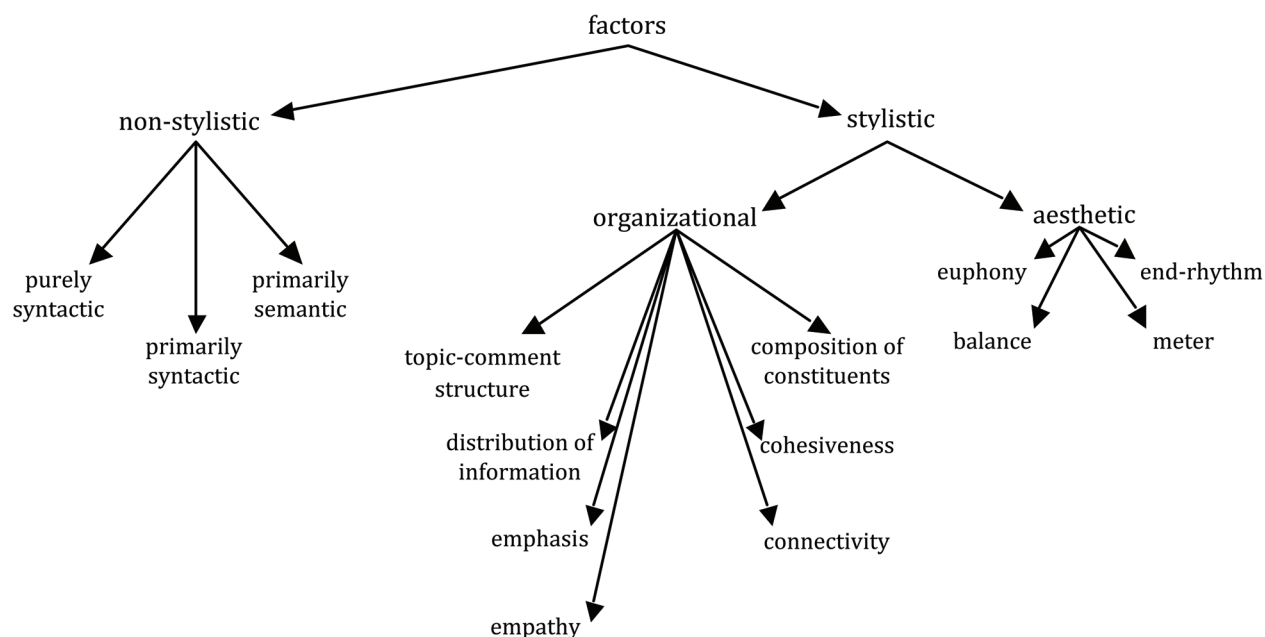 factors
non-stylistic
stylistic
organizational
aesthetic
purely
syntactic
primarily
syntactic
primarily
semantic
topic-comment
structure
distribution of
information
emphasis
empathy
connectivity
cohesiveness
composition of
constituents
euphony
balance
meter
end-rhythm